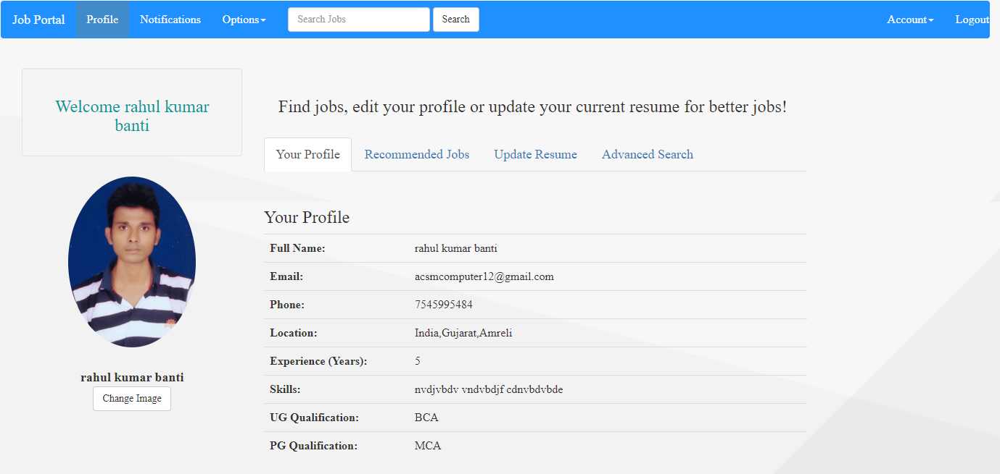 Job Portal Profile Notifications Options Search Jobs Search Account Logout
Welcome rahul kumar
banti
Find jobs, edit your profile or update your current resume for better jobs!
Your Profile Recommended Jobs Update Resume Advanced Search
Your Profile
Full Name: rahul kumar banti
Email: acsmcomputer12@gmail.com
Phone: 7545995484
Location: India,Gujarat,Amreli
Experience (Years): 5
Skills: nvdjvbdv vndvbdjf cdnvbdvbde
UG Qualification: BCA
PG Qualification: MCA
rahul kumar banti
Change Image